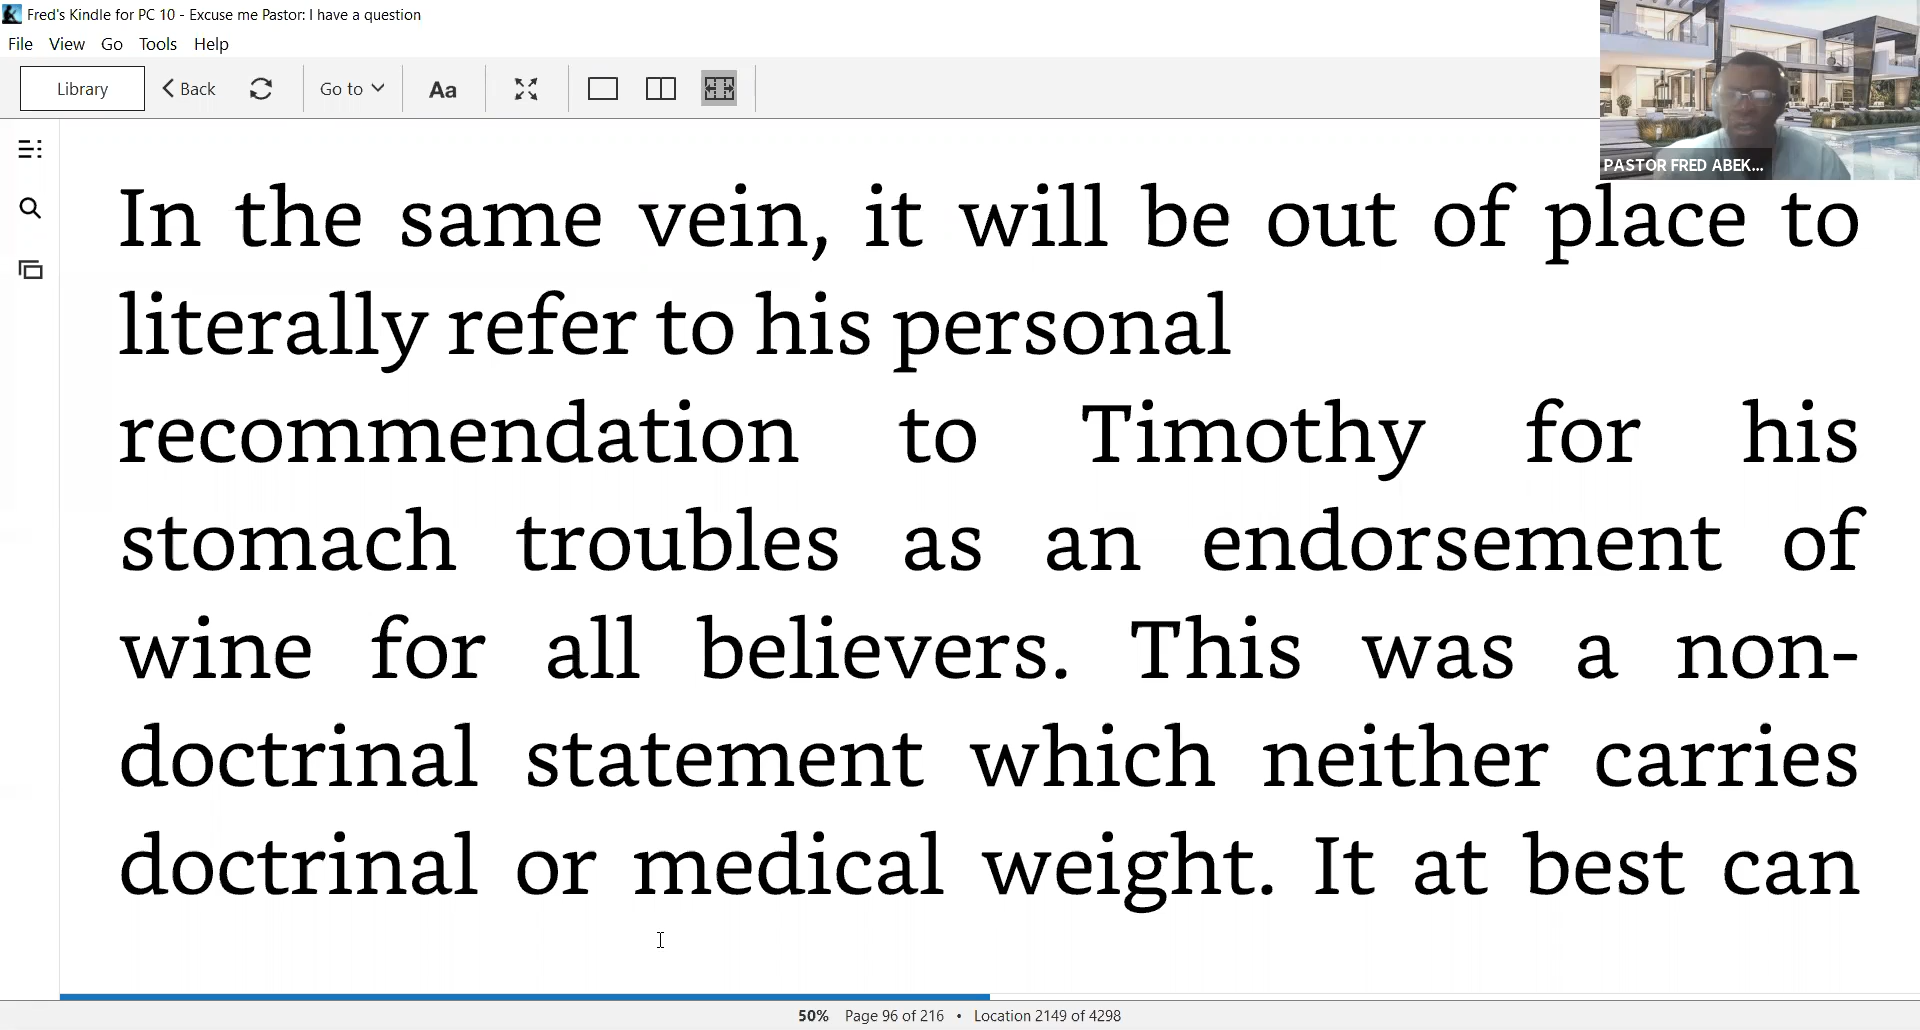 Fred's Kindle for PC 10 - Excuse me Pastor: I have a question
File View Go Tools Help
Library Back Go to Aa
PASTOR FRED ABEK...
In the same vein, it will be out of place to
literally refer to his personal
recommendation to Timothy for his
stomach troubles as an endorsement of
wine for all believers. This was a non-
doctrinal statement which neither carries
doctrinal or medical weight. It at best can
50% Page 96 of 216 • Location 2149 of 4298